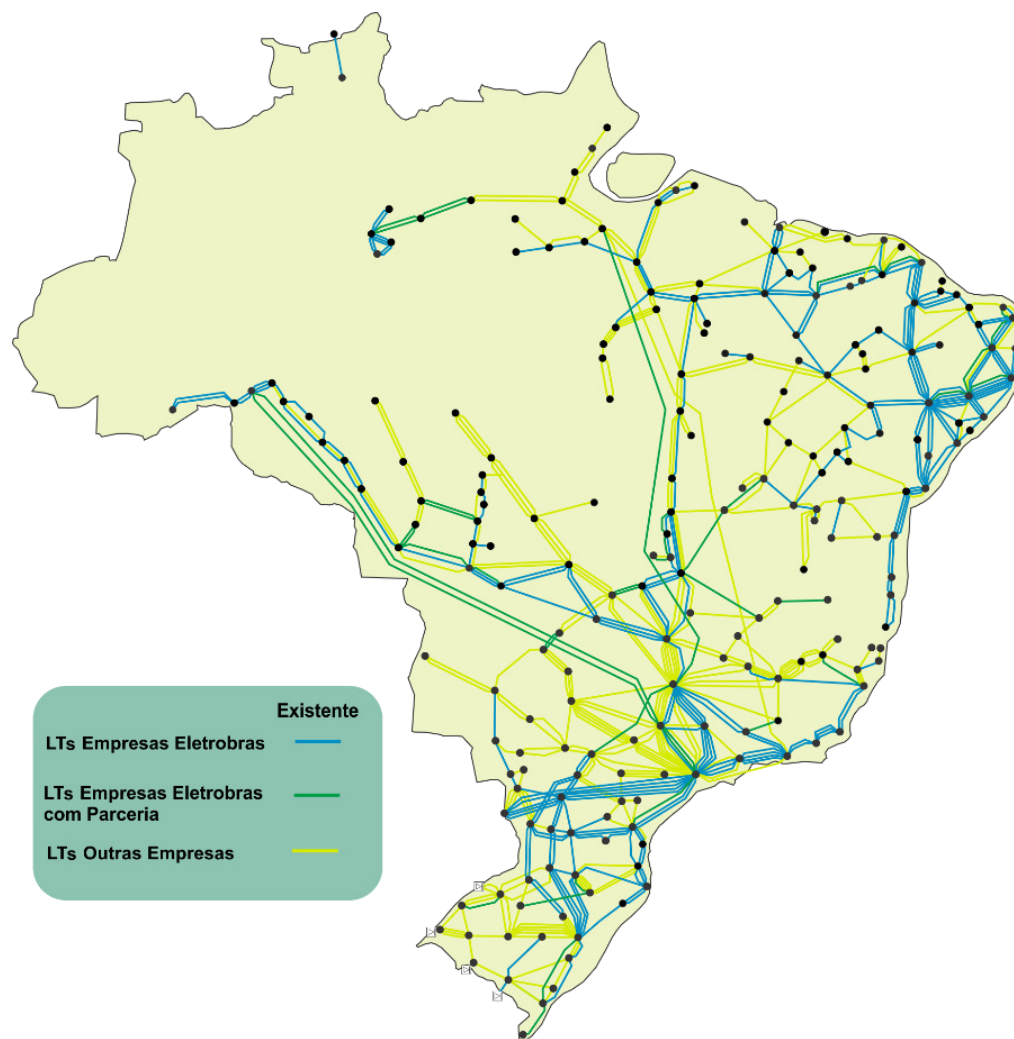 Existente
LTs Empresas Eletrobras
LTs Empresas Eletrobras
com Parceria
LTs Outras Empresas